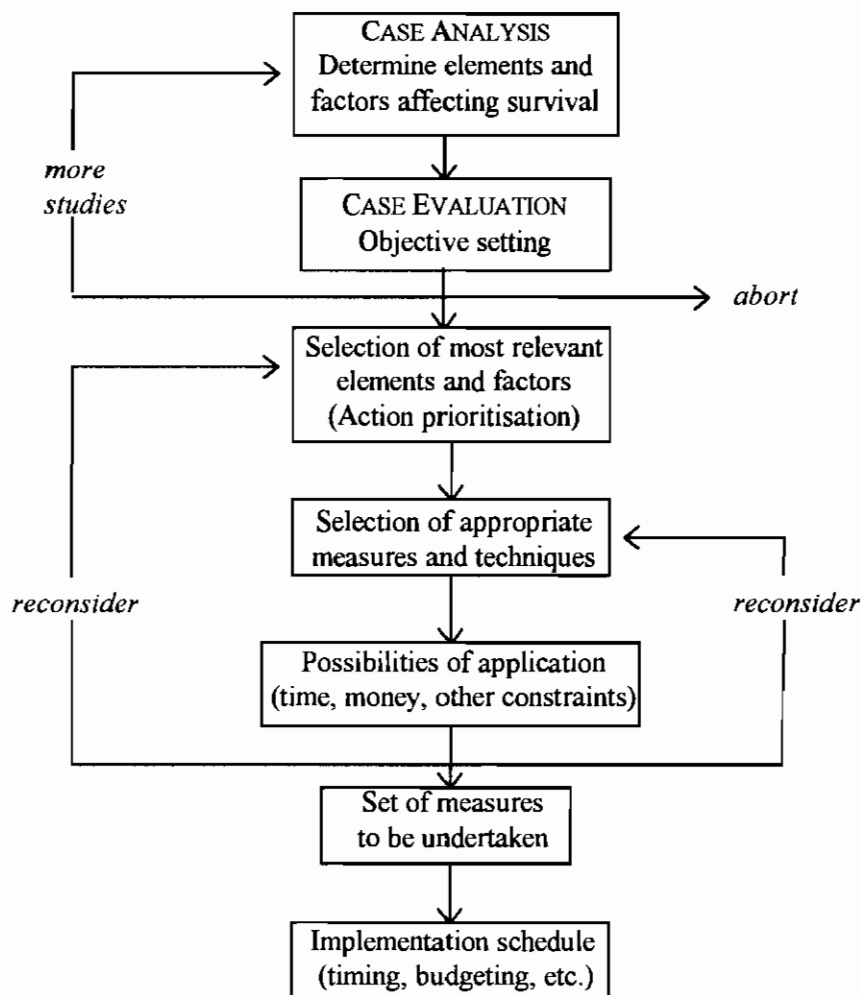 CASE ANALYSIS
Determine elements and
factors affecting survival
more
studies
CASE EVALUATION
Objective setting
abort
Selection of most relevant
elements and factors
(Action prioritisation)
Selection of appropriate
measures and techniques
reconsider
reconsider
Possibilities of application
(time, money, other constraints)
Set of measures
to be undertaken
Implementation schedule
(timing, budgeting, etc.)